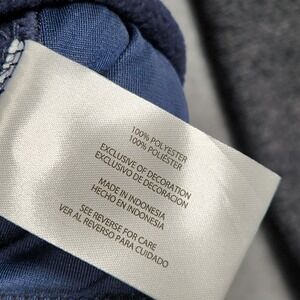 100% POLYESTER
100% POLIÉSTER
EXCLUSIVE OF DECORATION
EXCLUSIVO DE DECORACION
MADE IN INDONESIA
HECHO EN INDONESIA
SEE REVERSE FOR CARE
VER AL REVERSO PARA CUIDADO